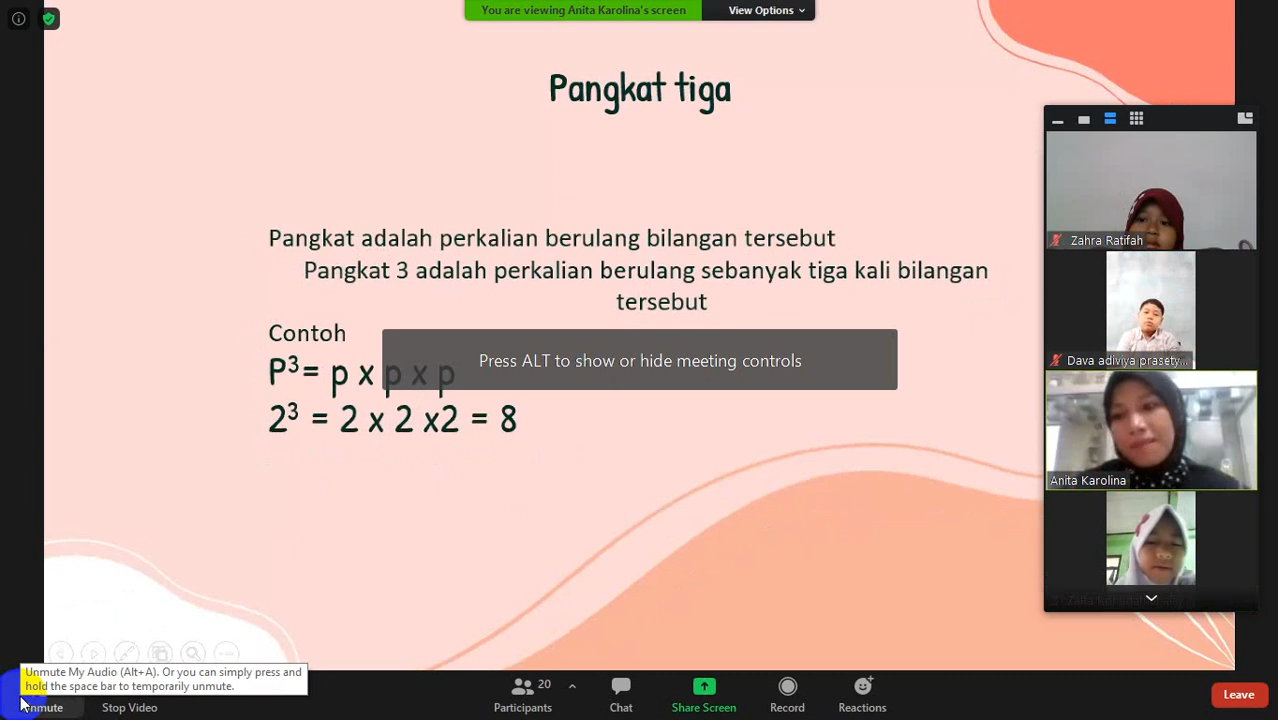 You are viewing Anita Karolina's screen
View Options
Pangkat tiga
Pangkat adalah perkalian berulang bilangan tersebut
Pangkat 3 adalah perkalian berulang sebanyak tiga kali bilangan
tersebut
Contoh
Press ALT to show or hide meeting controls
P³= p x p x p
2³ = 2 x 2 x2 = 8
Zahra Ratifah
Dava adiviya prasety...
Anita Karolina
Unmute My Audio (Alt+A). Or you can simply press and
hold the space bar to temporarily unmute.
Stop Video
20
Participants
Chat
Share Screen
Record
Reactions
Leave